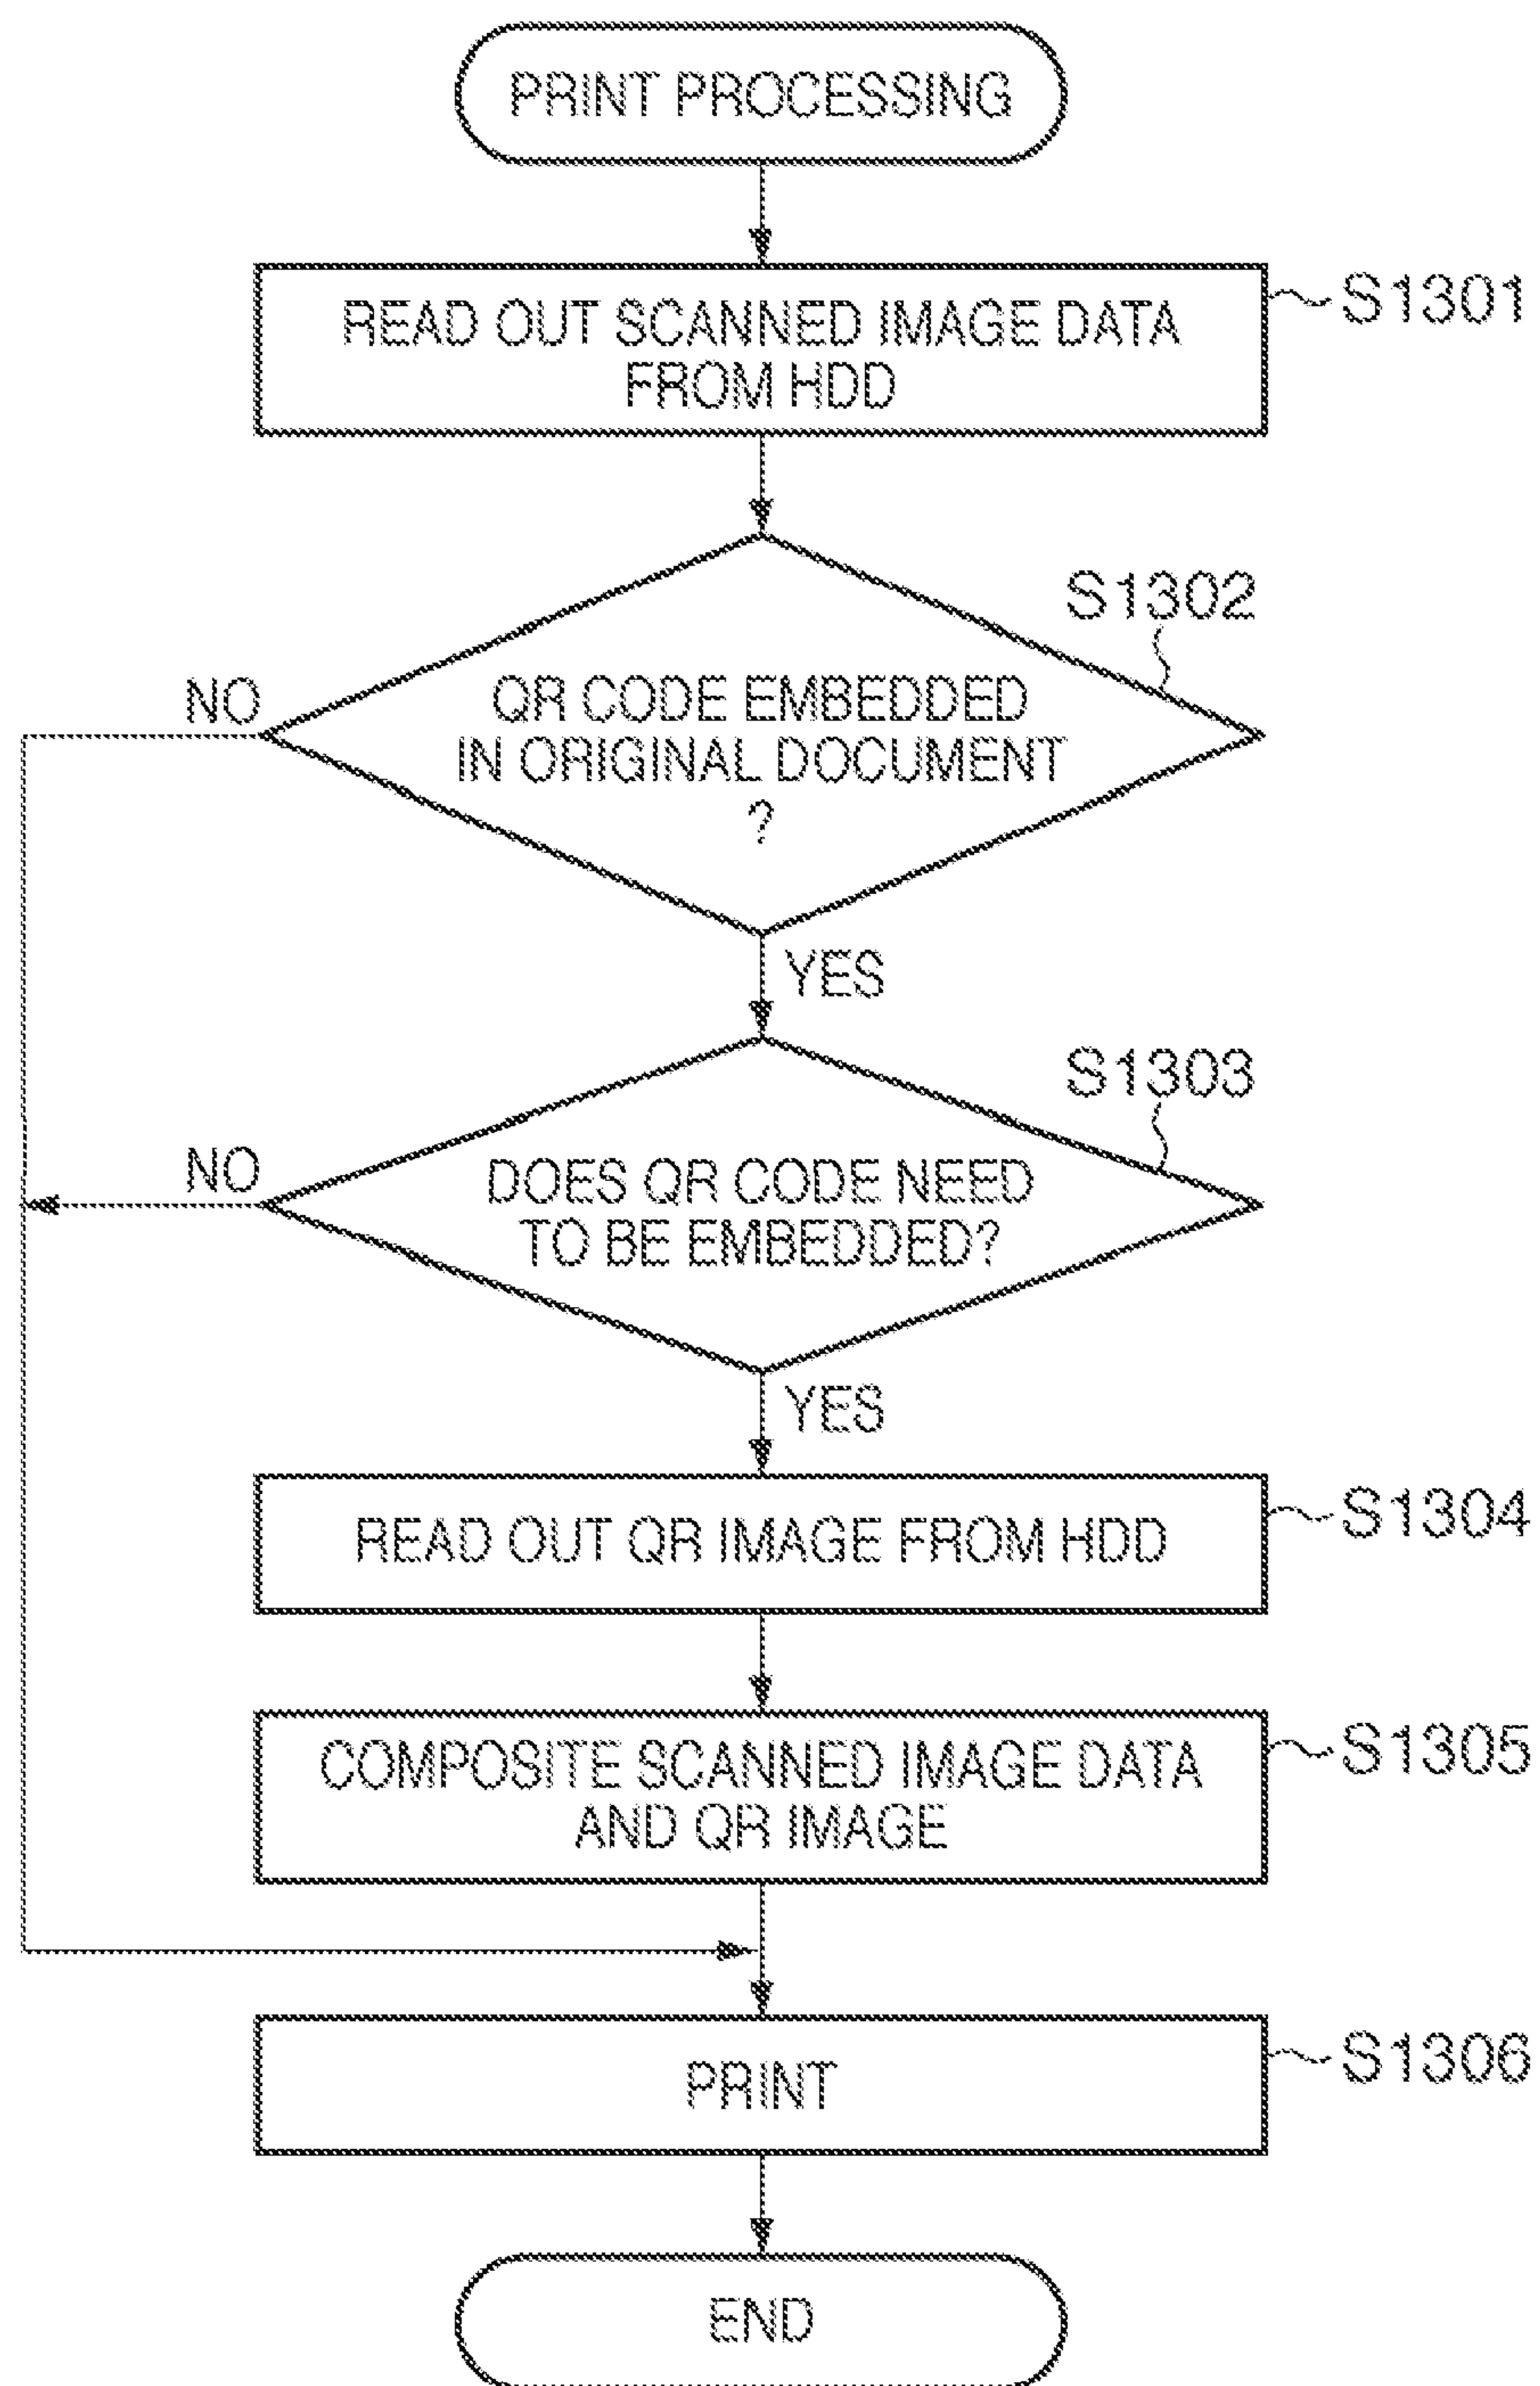 PRINT PROCESSING
READ OUT SCANNED IMAGE DATA
FROM HDD
S1301
S1302
NO
QR CODE EMBEDDED
IN ORIGINAL DOCUMENT
?
YES
S1303
NO
DOES QR CODE NEED
TO BE EMBEDDED?
YES
READ OUT QR IMAGE FROM HDD
S1304
COMPOSITE SCANNED IMAGE DATA
AND QR IMAGE
S1305
PRINT
S1306
END